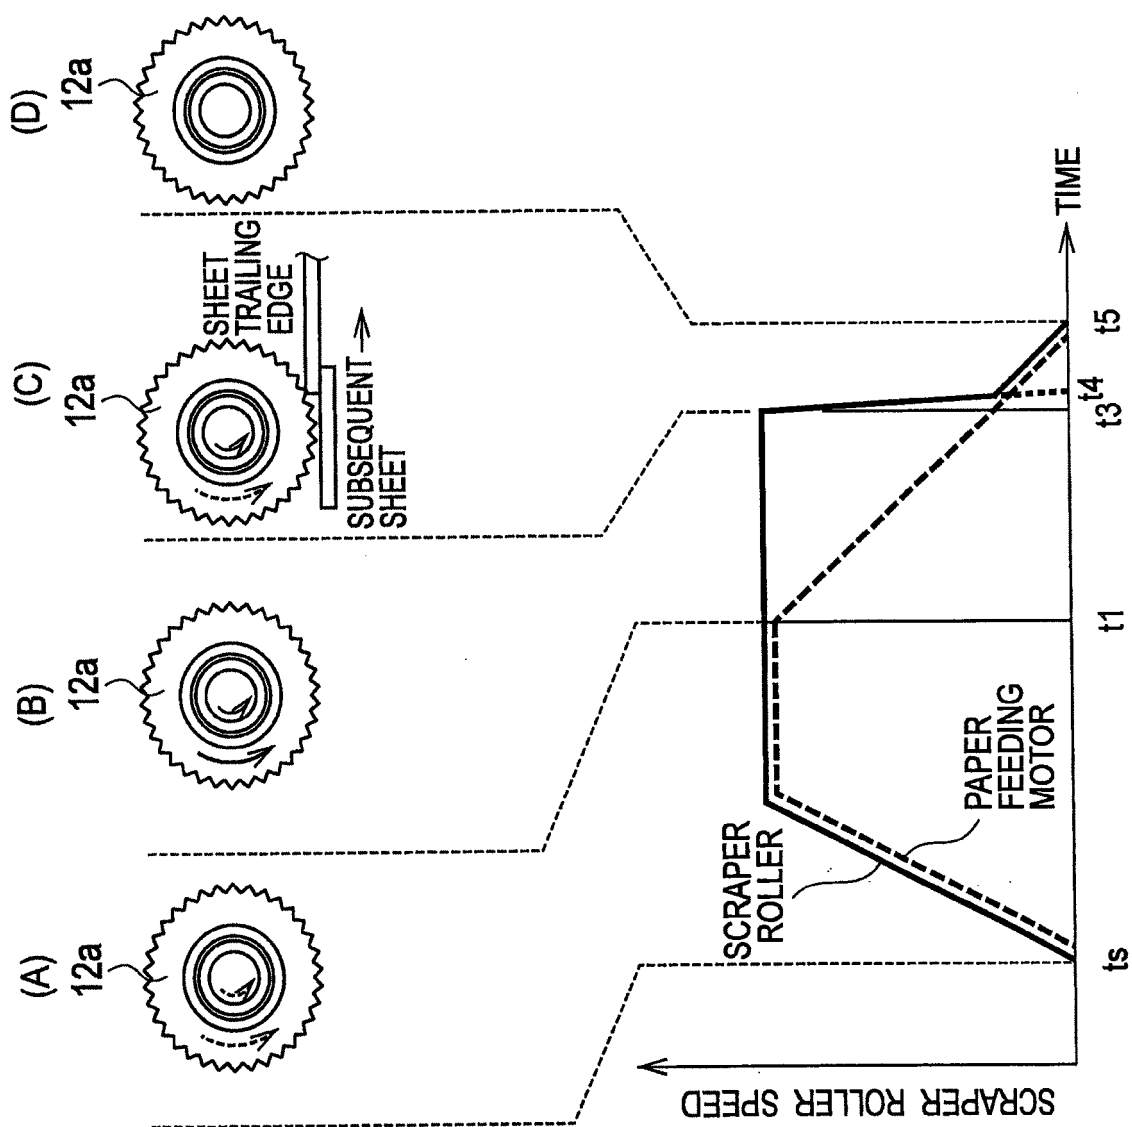 (A)
12a
(B)
12a
(C)
12a
SHEET
TRAILING
EDGE
SUBSEQUENT
SHEET
(D)
12a
SCRAPER ROLLER SPEED
SCRAPER
ROLLER
PAPER
FEEDING
MOTOR
ts
t1
t3
t4
t5
TIME